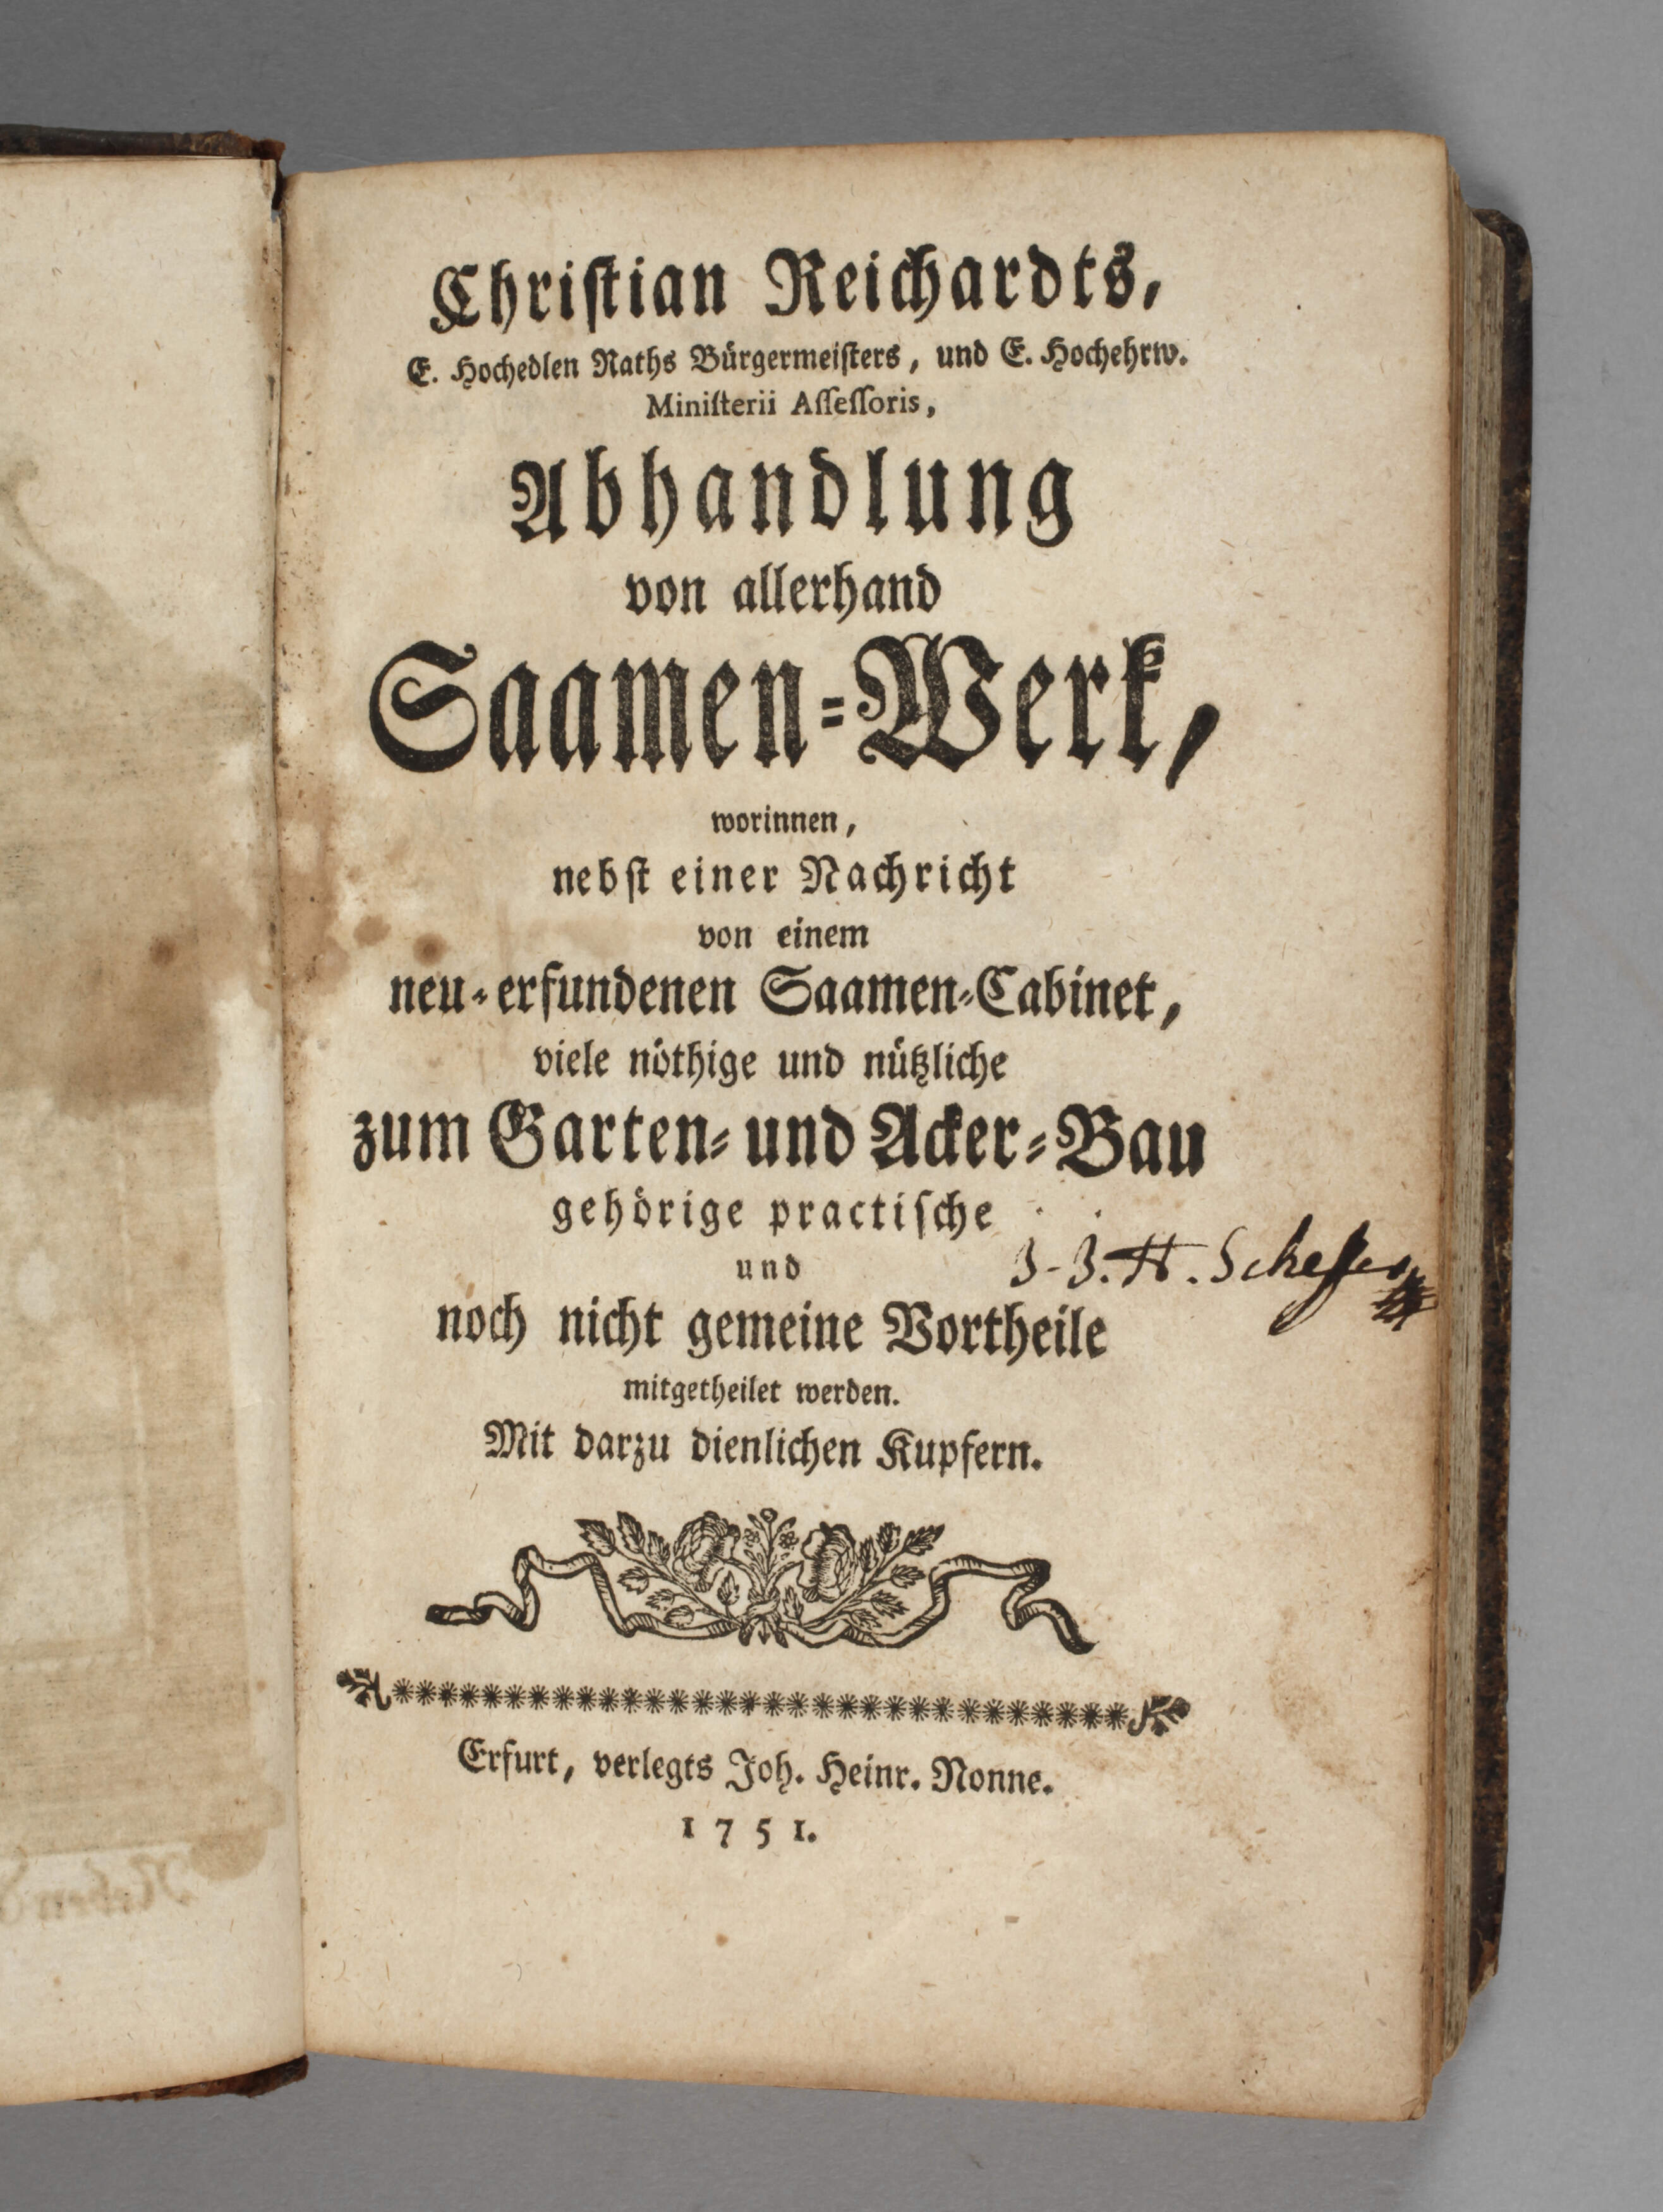 Christian Reichardts,
E. Hochedlen Raths Bürgermeisters, und E. Hochehrw.
Ministerii Assessoris,
Abhandlung
von allerhand
Saamen=Werk,
worinnen,
nebst einer Nachricht
von einem
neu=erfundenen Saamen=Cabinet,
viele nöthige und nützliche
zum Garten= und Acker=Bau
gehörige practische
und
noch nicht gemeine Vortheile
mitgetheilet werden.
Mit darzu dienlichen Kupfern.
Erfurt, verlegts Joh. Heinr. Nonne.
1751.